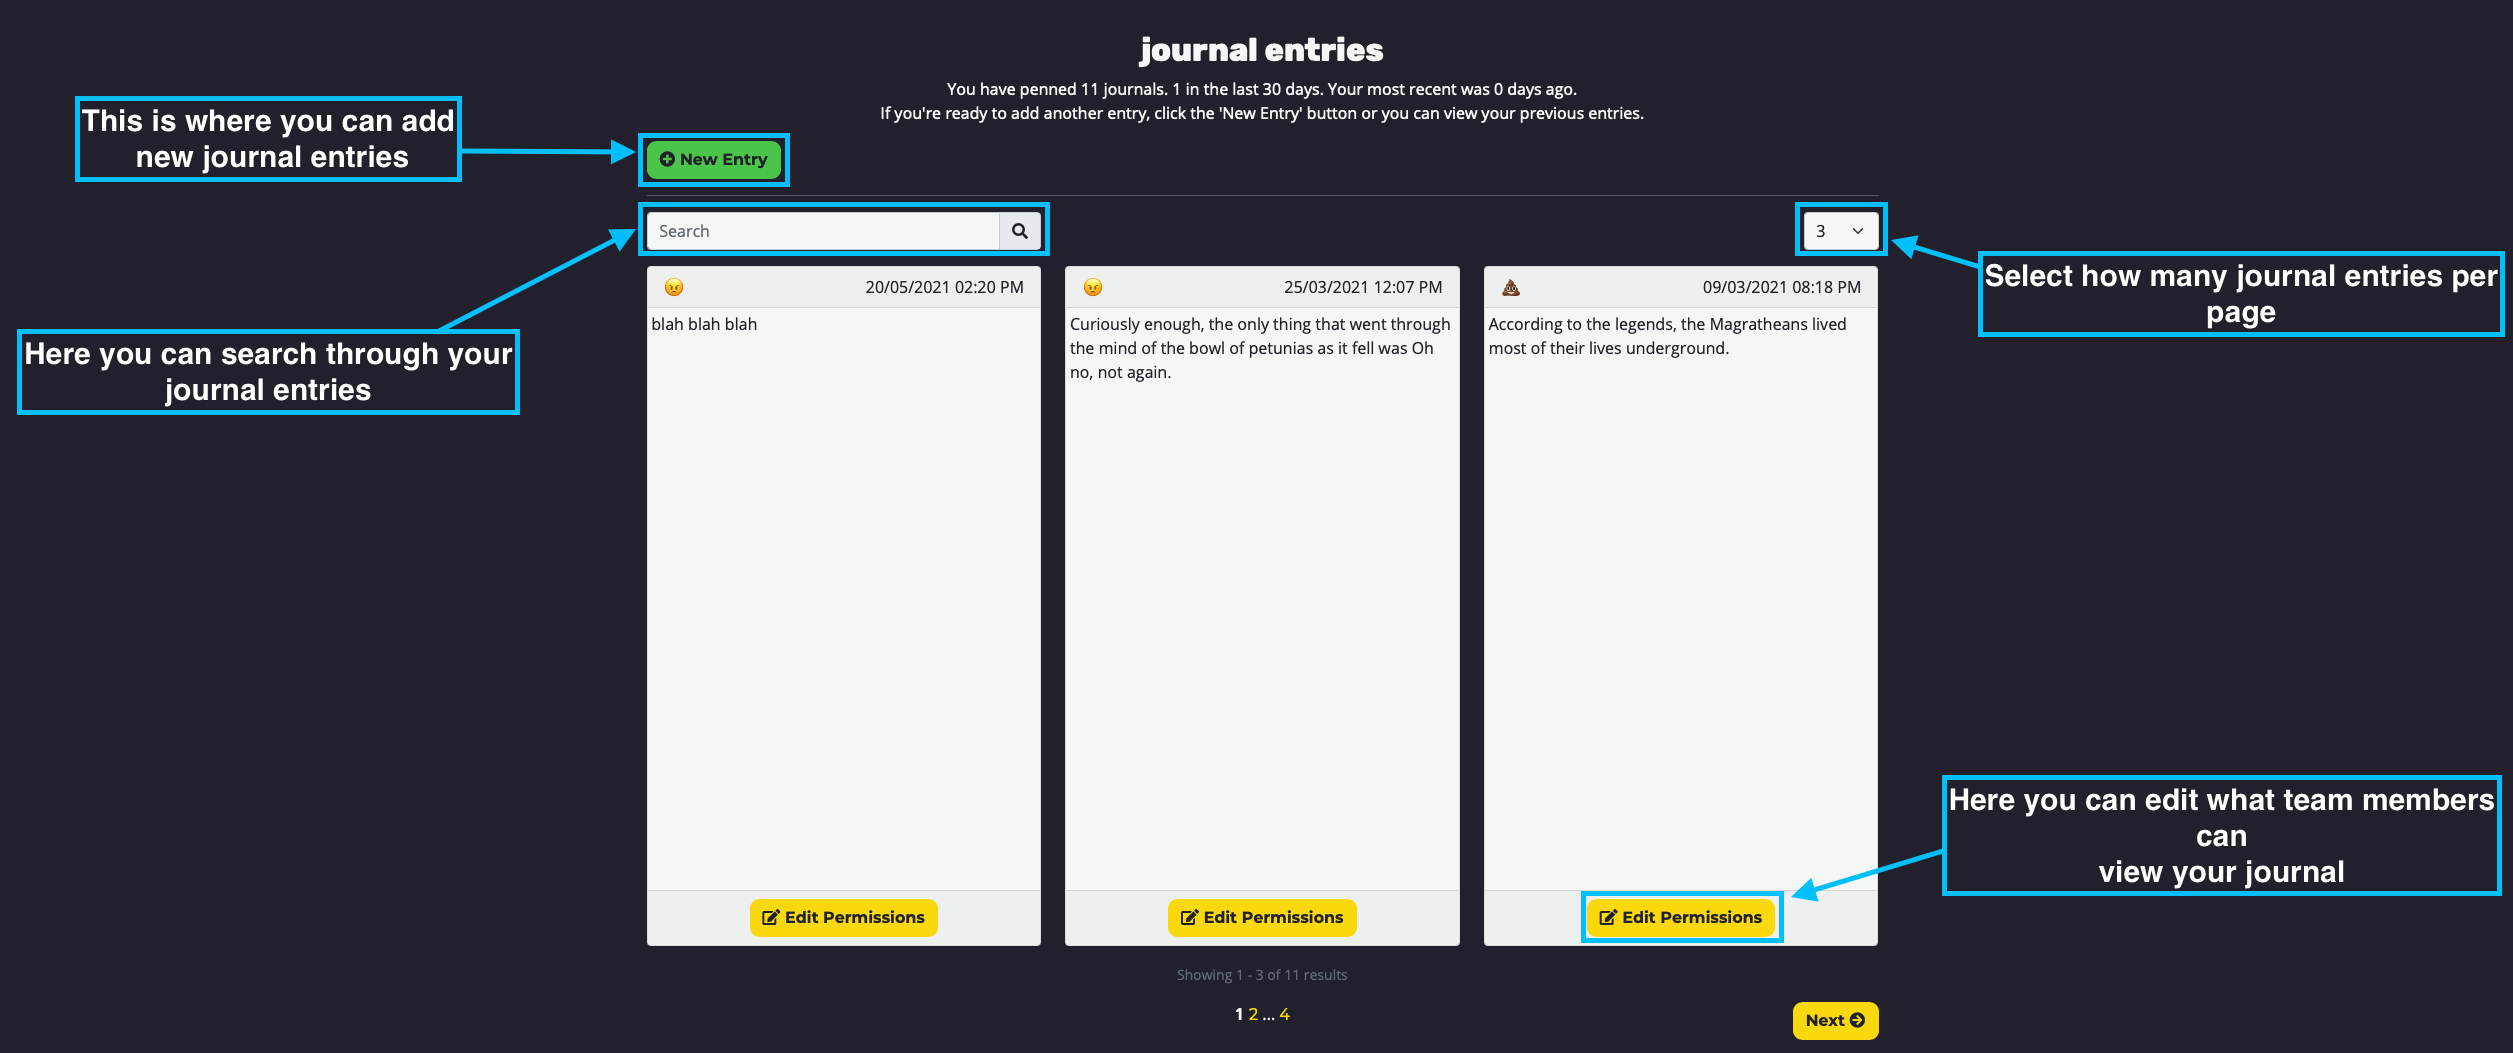 journal entries
You have penned 11 journals. 1 in the last 30 days. Your most recent was 0 days ago.
If you're ready to add another entry, click the 'New Entry' button or you can view your previous entries.
This is where you can add
new journal entries
New Entry
Search
3
Select how many journal entries per
page
Here you can search through your
journal entries
20/05/2021 02:20 PM
blah blah blah
25/03/2021 12:07 PM
Curiously enough, the only thing that went through
the mind of the bowl of petunias as it fell was Oh
no, not again.
09/03/2021 08:18 PM
According to the legends, the Magratheans lived
most of their lives underground.
Here you can edit what team members
can
view your journal
Edit Permissions
Edit Permissions
Edit Permissions
Showing 1 - 3 of 11 results
1 2 ... 4
Next